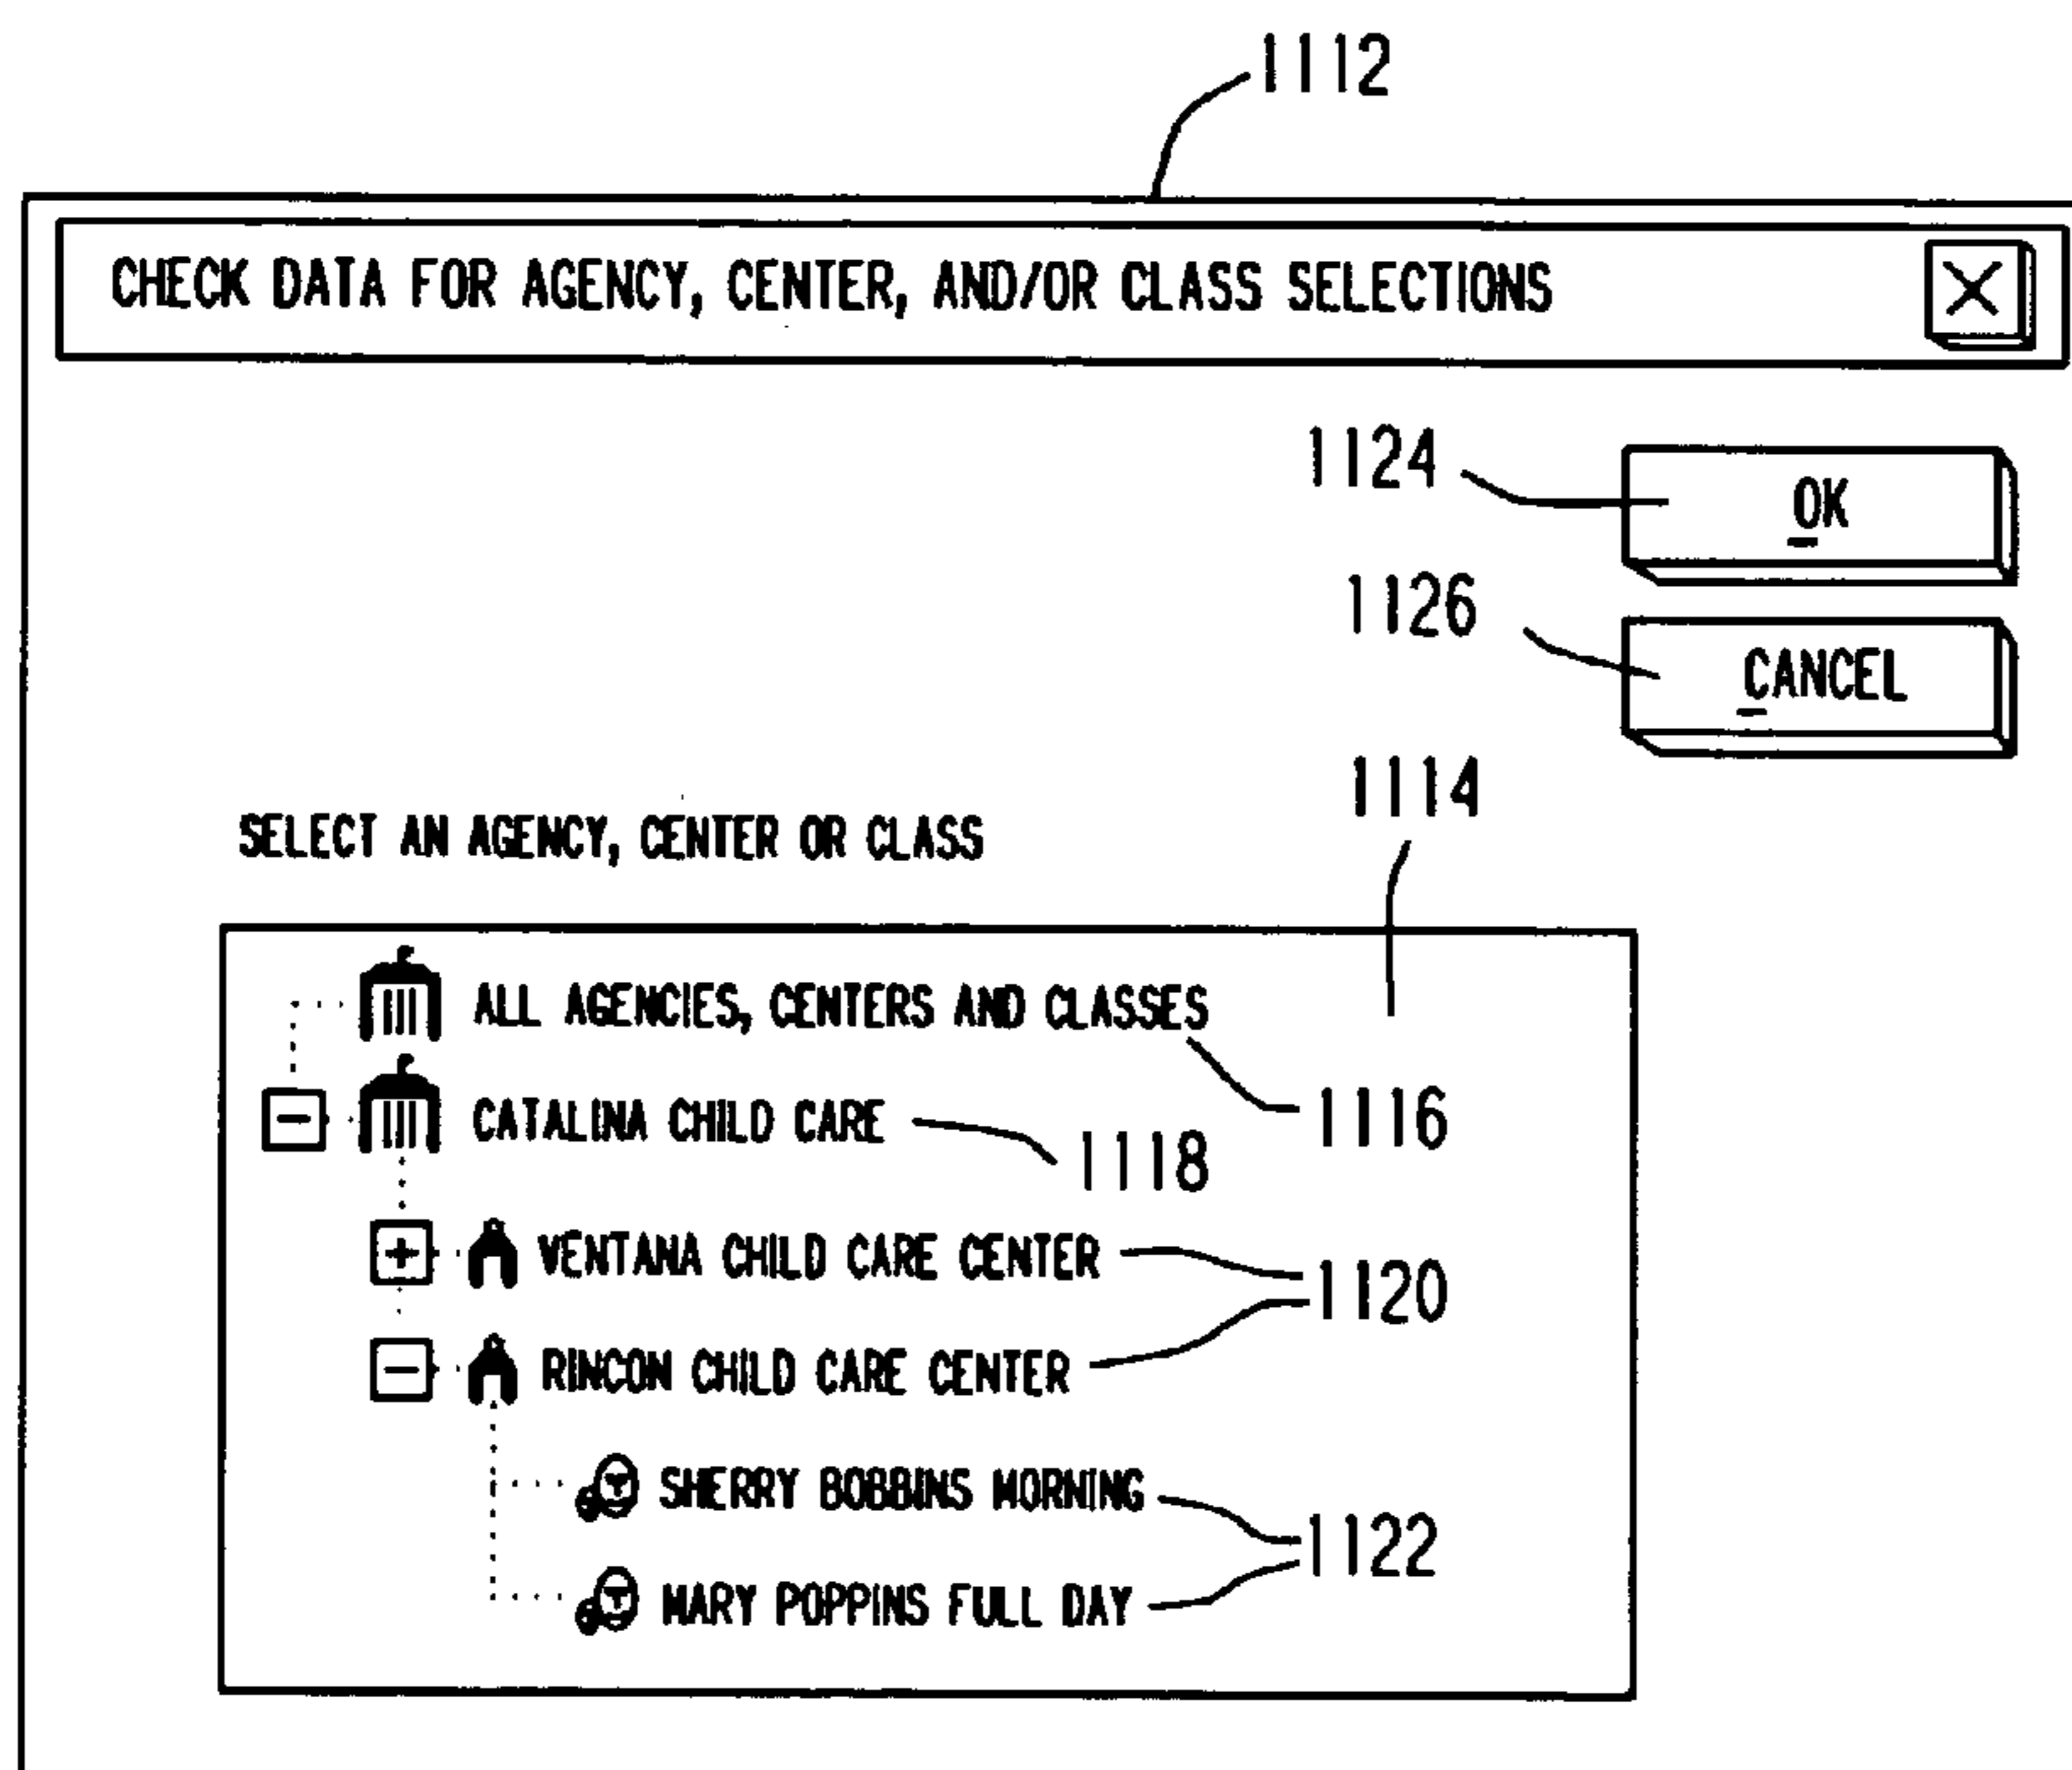 1112
CHECK DATA FOR AGENCY, CENTER, AND/OR CLASS SELECTIONS
1124
OK
1126
CANCEL
1114
SELECT AN AGENCY, CENTER OR CLASS
ALL AGENCIES, CENTERS AND CLASSES
1116
CATALINA CHILD CARE
1118
VENTANA CHILD CARE CENTER
1120
RINCON CHILD CARE CENTER
SHERRY BOBBINS MORNING
1122
MARY POPPINS FULL DAY